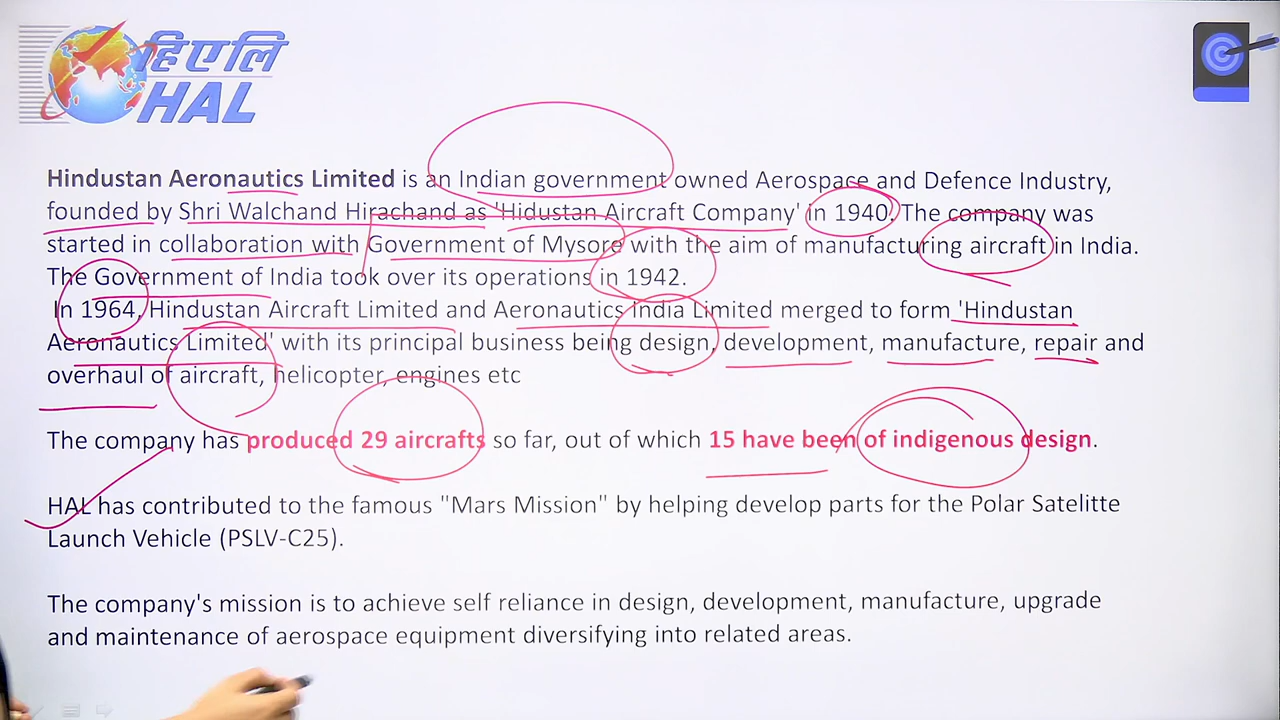 हिएलि
HAL
Hindustan Aeronautics Limited is an Indian government owned Aerospace and Defence Industry,
founded by Shri Walchand Hirachand as 'Hidustan Aircraft Company' in 1940. The company was
started in collaboration with Government of Mysore with the aim of manufacturing aircraft in India.
The Government of India took over its operations in 1942.
In 1964, Hindustan Aircraft Limited and Aeronautics India Limited merged to form 'Hindustan
Aeronautics Limited' with its principal business being design, development, manufacture, repair and
overhaul of aircraft, helicopter, engines etc
The company has produced 29 aircrafts so far, out of which 15 have been of indigenous design.
HAL has contributed to the famous "Mars Mission" by helping develop parts for the Polar Satelitte
Launch Vehicle (PSLV-C25).
The company's mission is to achieve self reliance in design, development, manufacture, upgrade
and maintenance of aerospace equipment diversifying into related areas.